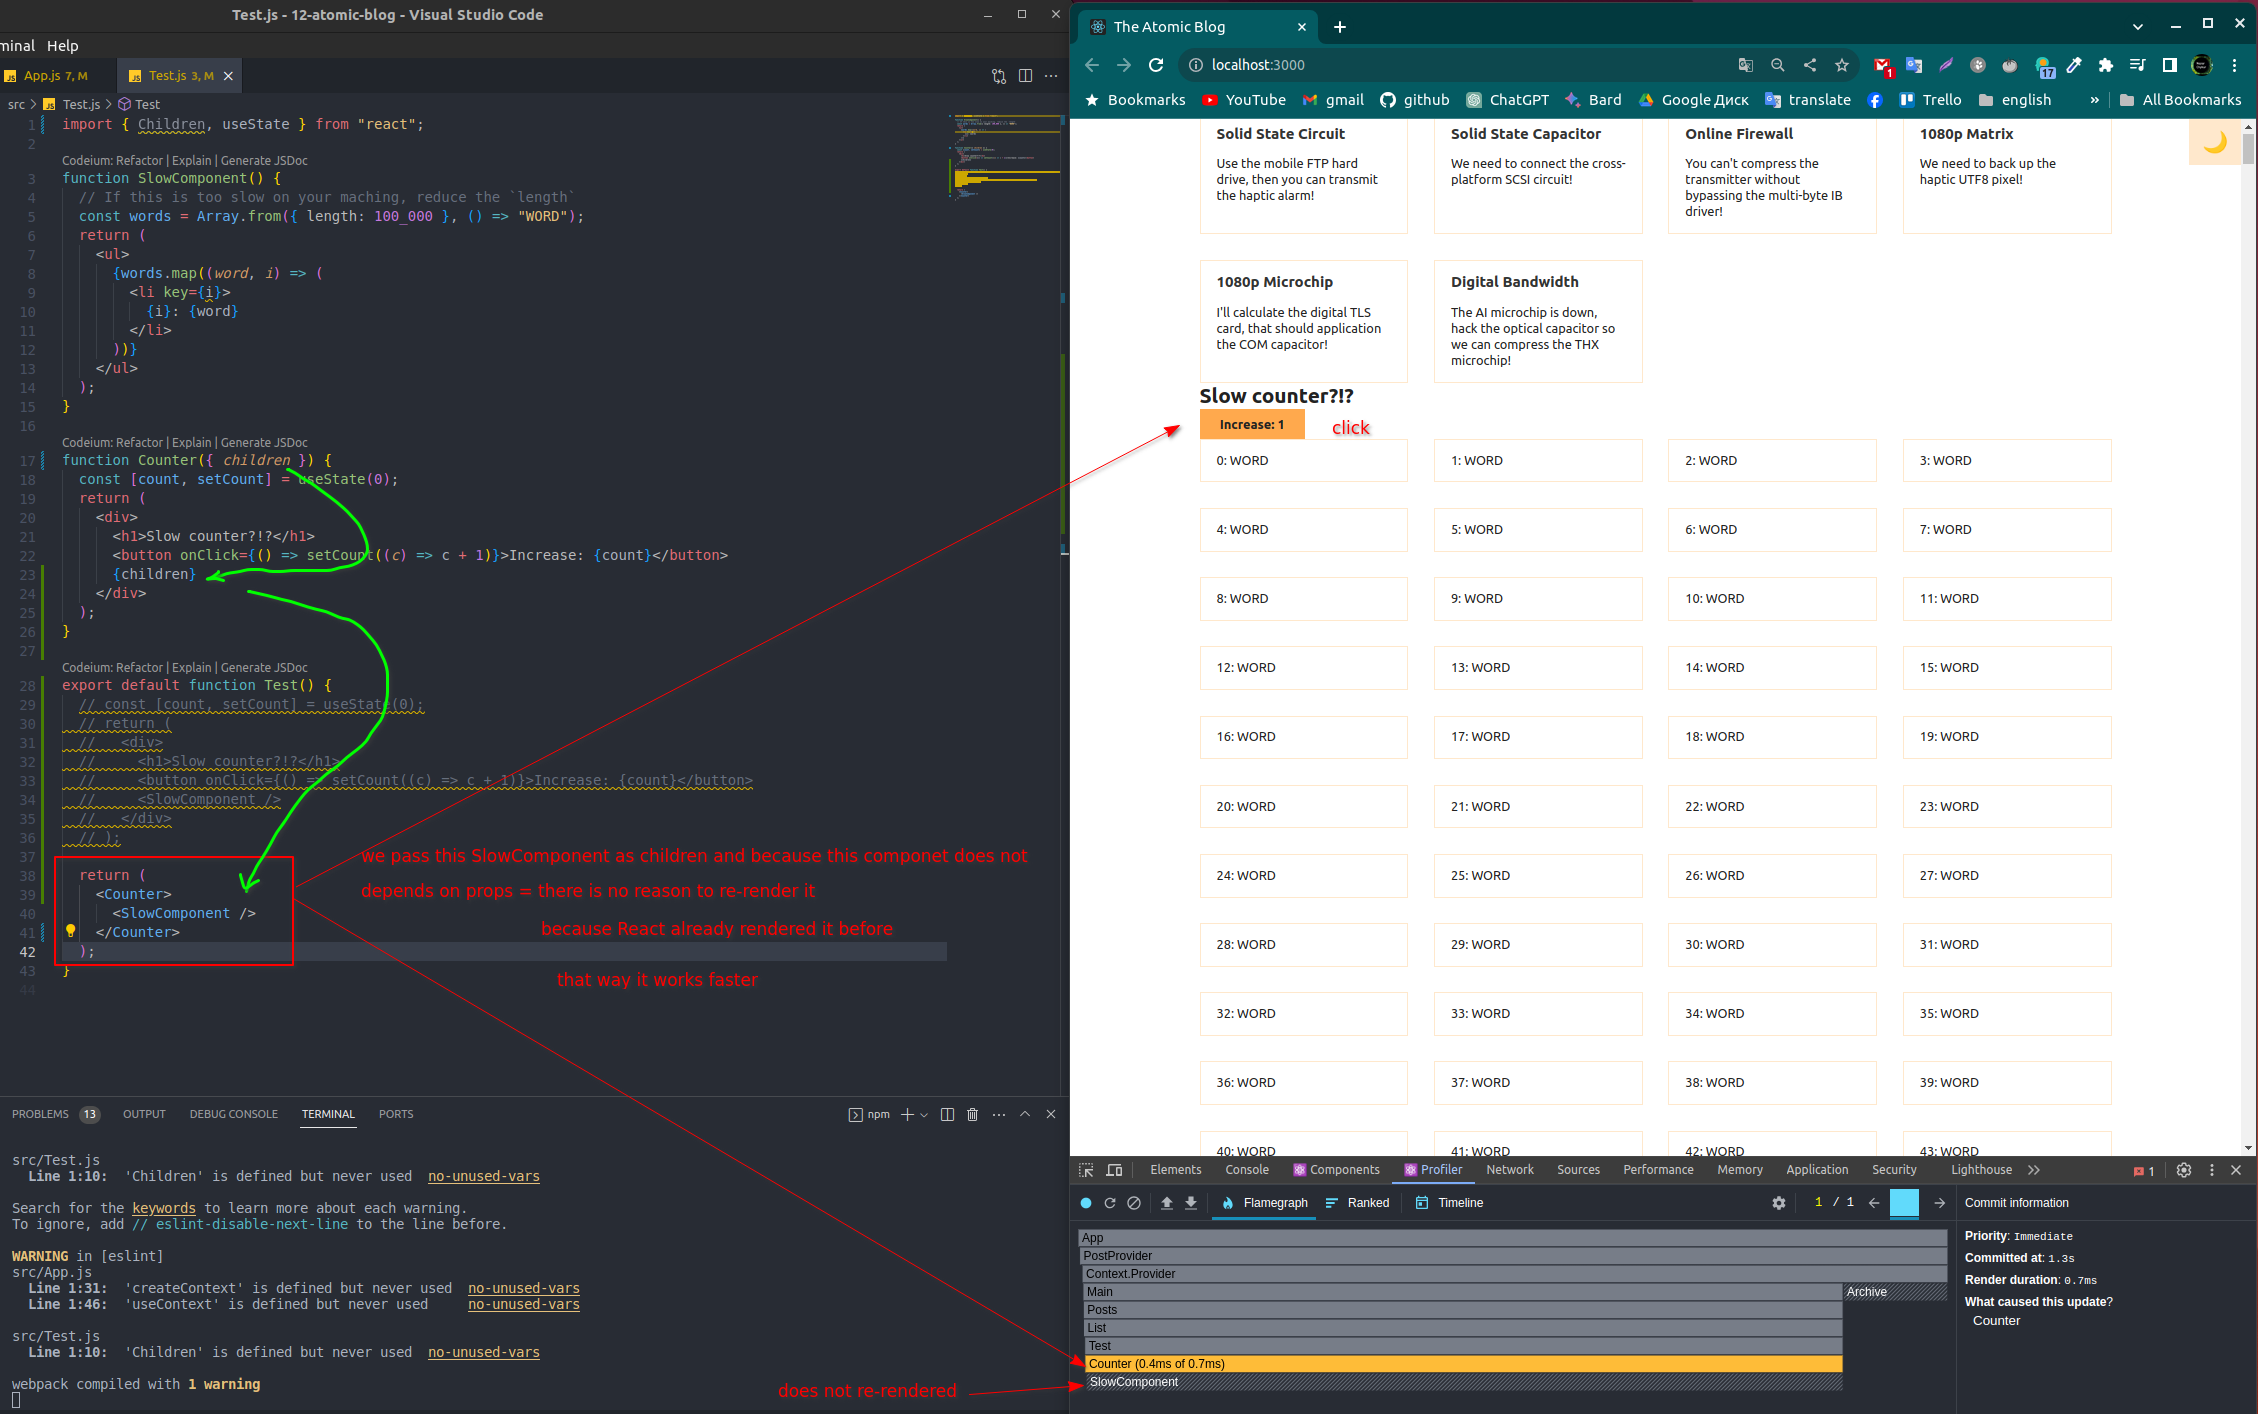 Test.js - 12-atomic-blog - Visual Studio Code
minal Help
App.js 7, M
Test.js 3, M
src > Test.js > Test
1 import { Children, useState } from "react";
2
Codeium: Refactor | Explain | Generate JSDoc
3 function SlowComponent() {
4 // If this is too slow on your maching, reduce the `length`
5 const words = Array.from({ length: 100_000 }, () => "WORD");
6 return (
7 <ul>
8 {words.map((word, i) => (
9 <li key={i}>
10 {i}: {word}
11 </li>
12 ))}
13 </ul>
14 );
15 }
16
Codeium: Refactor | Explain | Generate JSDoc
17 function Counter({ children }) {
18 const [count, setCount] = useState(0);
19 return (
20 <div>
21 <h1>Slow counter?!?</h1>
22 <button onClick={() => setCount((c) => c + 1)}>Increase: {count}</button>
23 {children}
24 </div>
25 );
26 }
27
Codeium: Refactor | Explain | Generate JSDoc
28 export default function Test() {
29 // const [count, setCount] = useState(0);
30 // return (
31 // <div>
32 // <h1>Slow counter?!?</h1>
33 // <button onClick={() => setCount((c) => c + 1)}>Increase: {count}</button>
34 // <SlowComponent />
35 // </div>
36 // );
37
38 return (
39 <Counter>
40 <SlowComponent />
41 </Counter>
42 );
43 }
44
we pass this SlowComponent as children and because this componet does not
depends on props = there is no reason to re-render it
because React already rendered it before
that way it works faster
PROBLEMS 13 OUTPUT DEBUG CONSOLE TERMINAL PORTS
npm
src/Test.js
Line 1:10: 'Children' is defined but never used no-unused-vars
Search for the keywords to learn more about each warning.
To ignore, add // eslint-disable-next-line to the line before.
WARNING in [eslint]
src/App.js
Line 1:31: 'createContext' is defined but never used no-unused-vars
Line 1:46: 'useContext' is defined but never used no-unused-vars
src/Test.js
Line 1:10: 'Children' is defined but never used no-unused-vars
webpack compiled with 1 warning
does not re-rendered
The Atomic Blog
localhost:3000
1
17
Bookmarks YouTube gmail github ChatGPT Bard Google Диск translate Trello english » All Bookmarks
Solid State Circuit
Use the mobile FTP hard
drive, then you can transmit
the haptic alarm!
Solid State Capacitor
We need to connect the cross-
platform SCSI circuit!
Online Firewall
You can't compress the
transmitter without
bypassing the multi-byte IB
driver!
1080p Matrix
We need to back up the
haptic UTF8 pixel!
1080p Microchip
I'll calculate the digital TLS
card, that should application
the COM capacitor!
Digital Bandwidth
The AI microchip is down,
hack the optical capacitor so
we can compress the THX
microchip!
Slow counter?!?
Increase: 1
click
0: WORD 1: WORD 2: WORD 3: WORD
4: WORD 5: WORD 6: WORD 7: WORD
8: WORD 9: WORD 10: WORD 11: WORD
12: WORD 13: WORD 14: WORD 15: WORD
16: WORD 17: WORD 18: WORD 19: WORD
20: WORD 21: WORD 22: WORD 23: WORD
24: WORD 25: WORD 26: WORD 27: WORD
28: WORD 29: WORD 30: WORD 31: WORD
32: WORD 33: WORD 34: WORD 35: WORD
36: WORD 37: WORD 38: WORD 39: WORD
40: WORD 41: WORD 42: WORD 43: WORD
Elements Console Components Profiler Network Sources Performance Memory Application Security Lighthouse 1
Flamegraph Ranked Timeline 1 / 1 Commit information
App
PostProvider
Context.Provider
Main Archive
Posts
List
Test
Counter (0.4ms of 0.7ms)
SlowComponent
Priority: Immediate
Committed at: 1.3s
Render duration: 0.7ms
What caused this update?
Counter